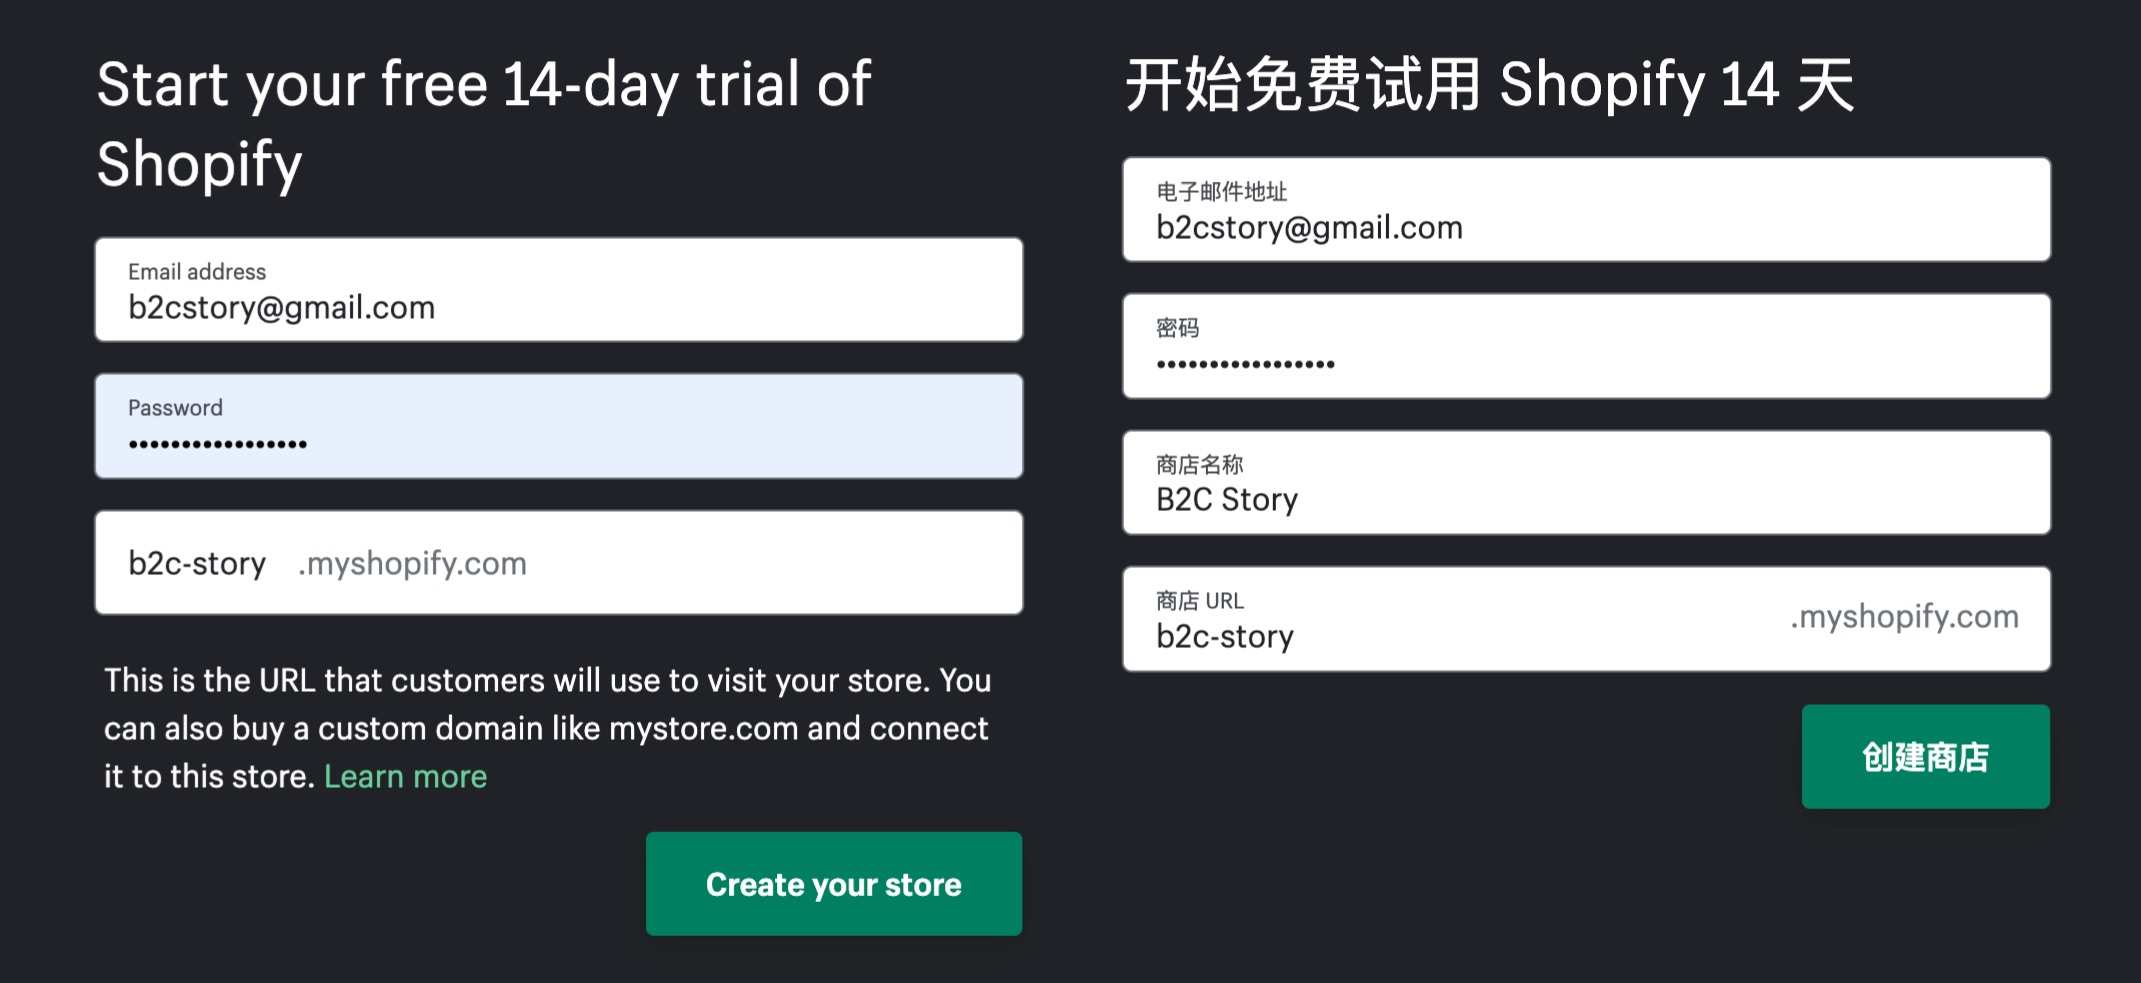 Start your free 14-day trial of
Shopify
Email address
b2cstory@gmail.com
Password
•••••••••••••••••
b2c-story .myshopify.com
This is the URL that customers will use to visit your store. You
can also buy a custom domain like mystore.com and connect
it to this store. Learn more
Create your store
开始免费试用 Shopify 14 天
电子邮件地址
b2cstory@gmail.com
密码
•••••••••••••••••
商店名称
B2C Story
商店 URL
b2c-story .myshopify.com
创建商店